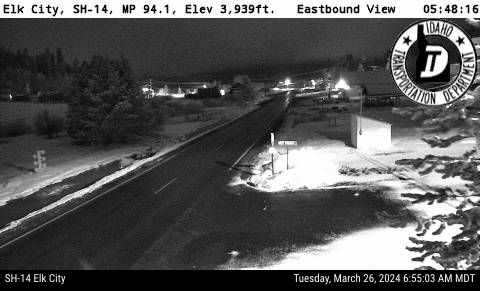 Elk City, SH-14, MP 94.1, Elev 3,939ft. Eastbound View 05:48:16
IDAHO
TRANSPORTATION DEPARTMENT
SH-14 Elk City Tuesday, March 26, 2024 6:55:03 AM MDT